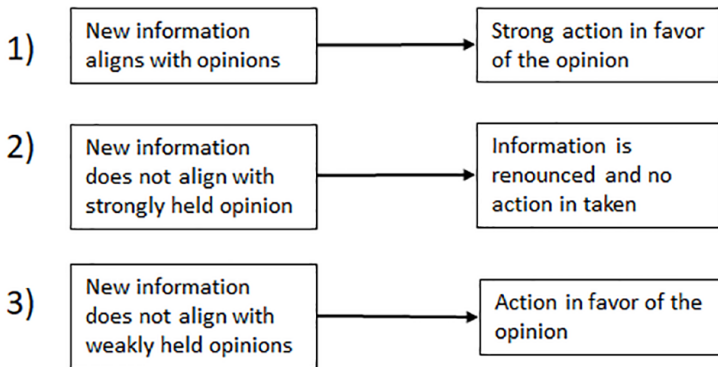 1)
New information
aligns with opinions
Strong action in favor
of the opinion
2)
New information
does not align with
strongly held opinion
Information is
renounced and no
action in taken
3)
New information
does not align with
weakly held opinions
Action in favor of the
opinion